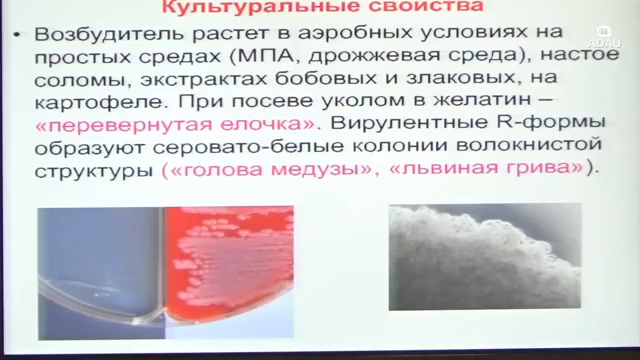 Культуральные свойства
• Возбудитель растет в аэробных условиях на
простых средах (МПА, дрожжевая среда), настое
соломы, экстрактах бобовых и злаковых, на
картофеле. При посеве уколом в желатин –
«перевернутая елочка». Вирулентные R-формы
образуют серовато-белые колонии волокнистой
структуры («голова медузы», «львиная грива»).
ADAU